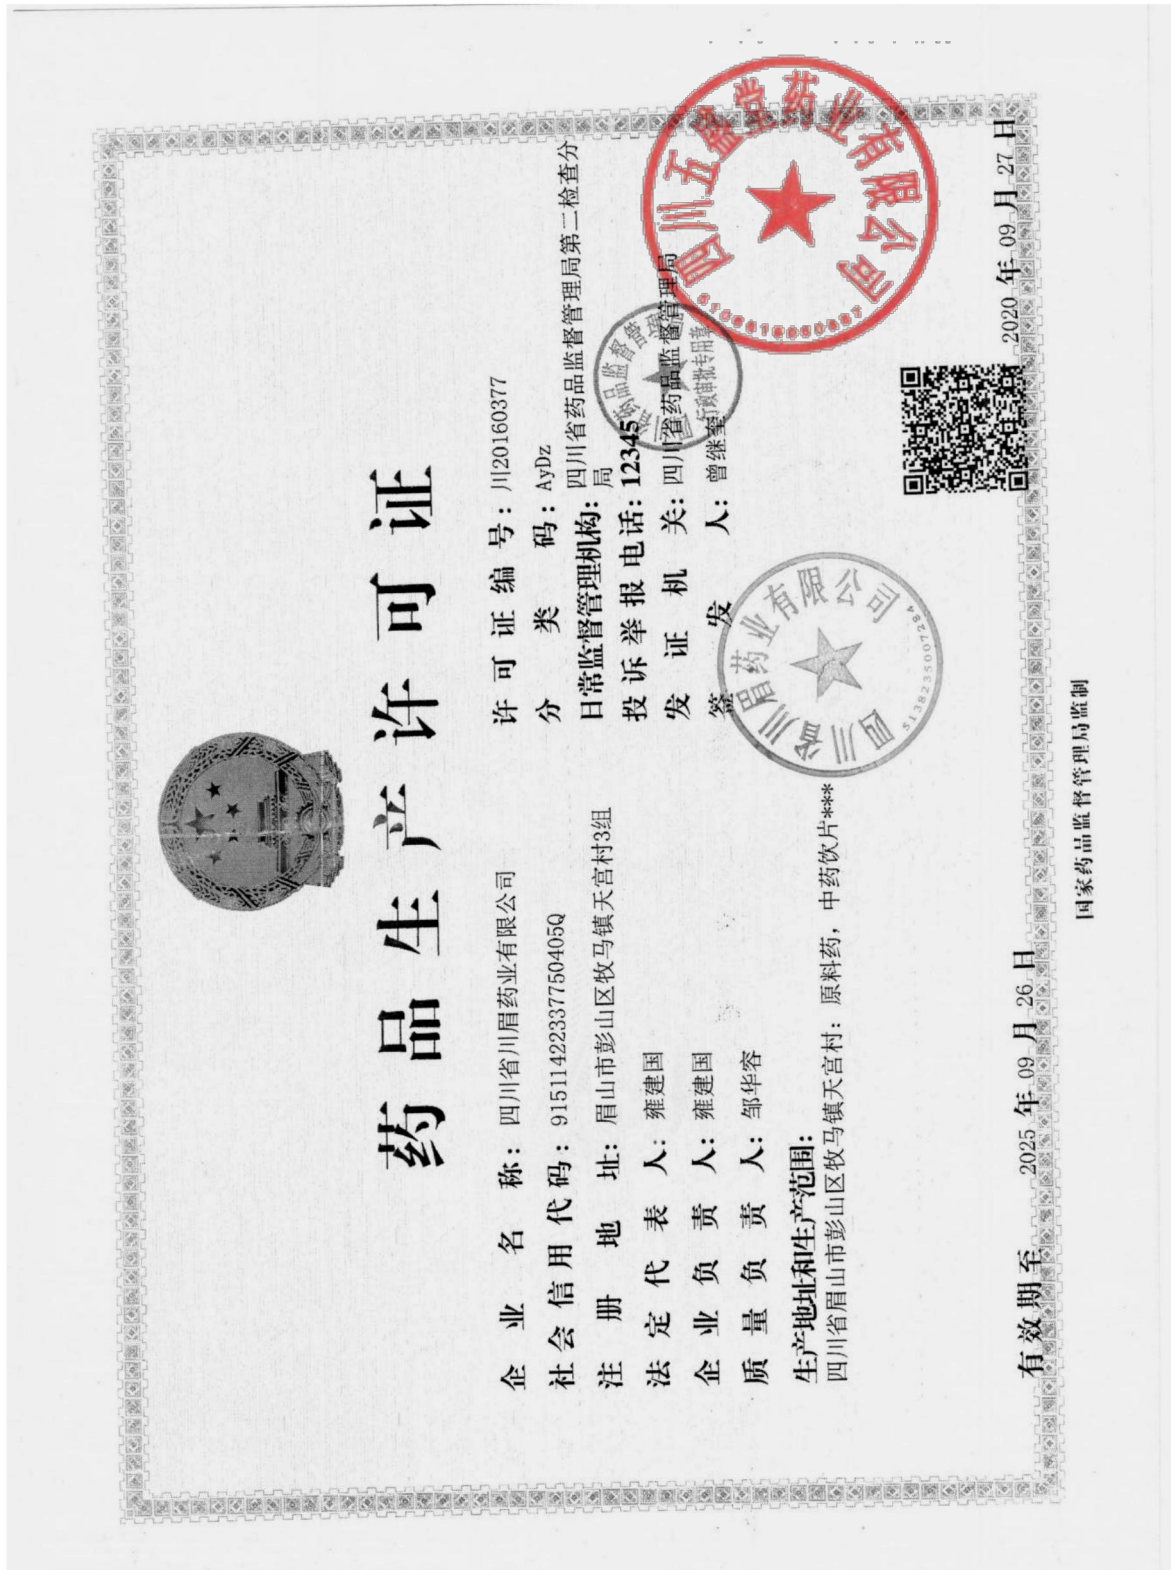 药品生产许可证
企业名称：四川省川眉药业有限公司
社会信用代码：91511422337750405Q
注册地址：眉山市彭山区牧马镇天宫村3组
法定代表人：雍建国
企业负责人：雍建国
质量负责人：邹华容
生产地址和生产范围：
四川省眉山市彭山区牧马镇天宫村：原料药，中药饮片***
许可证编号：川20160377
分类码：AyDz
日常监督管理机构：四川省药品监督管理局第二检查分
局
投诉举报电话：12345
发证机关：四川省药品监督管理局
签发人：曾继奎
行政审批专用章
四川省川眉药业有限公司
5138235007284
四川五盛堂药业有限公司
有效期至 2025 年 09 月 26 日
2020 年 09 月 27 日
国家药品监督管理局监制